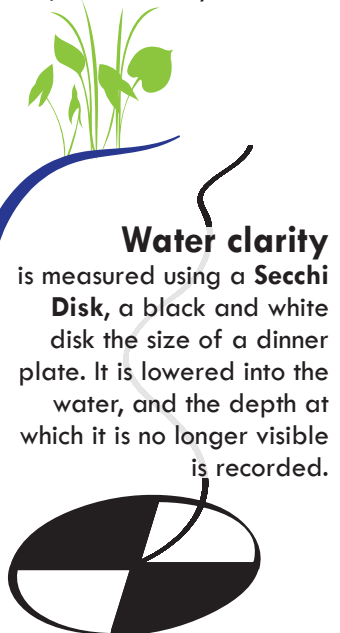 Water clarity
is measured using a Secchi
Disk, a black and white
disk the size of a dinner
plate. It is lowered into the
water, and the depth at
which it is no longer visible
is recorded.